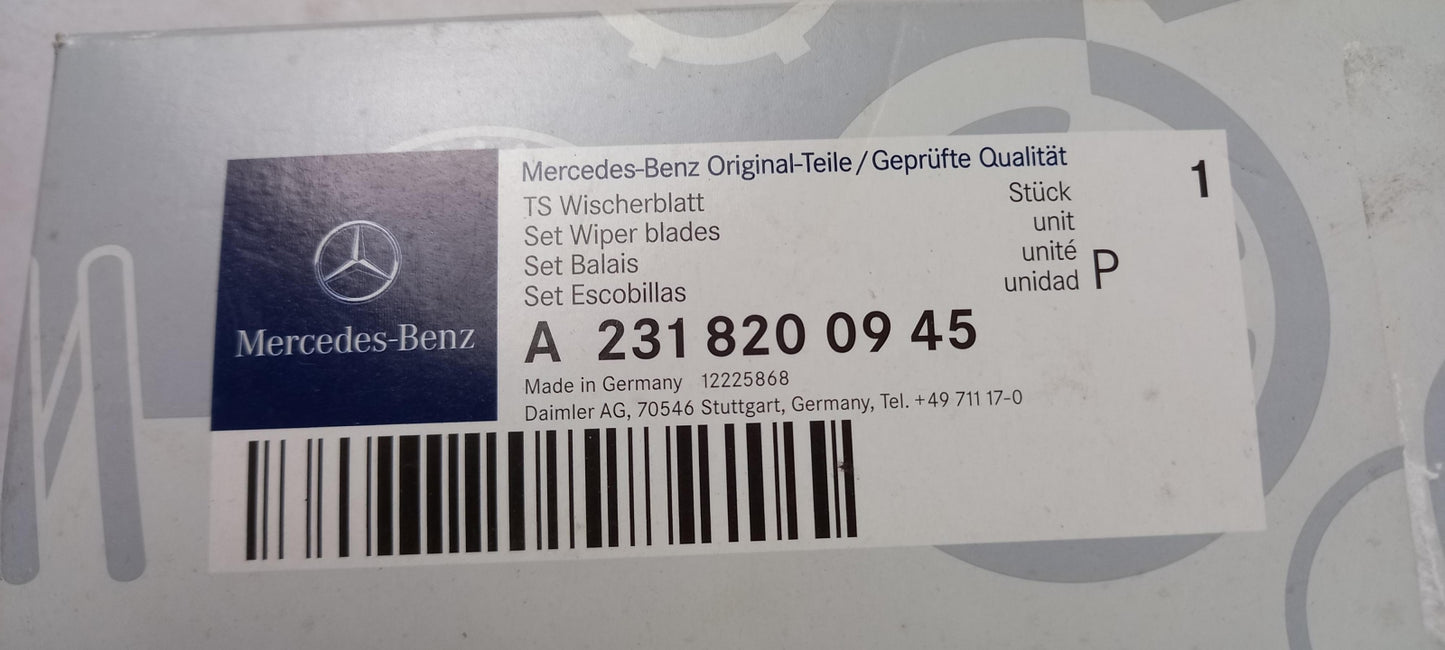 Mercedes-Benz
Mercedes-Benz Original-Teile / Geprüfte Qualität
TS Wischerblatt
Set Wiper blades
Set Balais
Set Escobillas
Stück
unit
unité
unidad
P
1
A 231 820 09 45
Made in Germany 12225868
Daimler AG, 70546 Stuttgart, Germany, Tel. +49 711 17-0